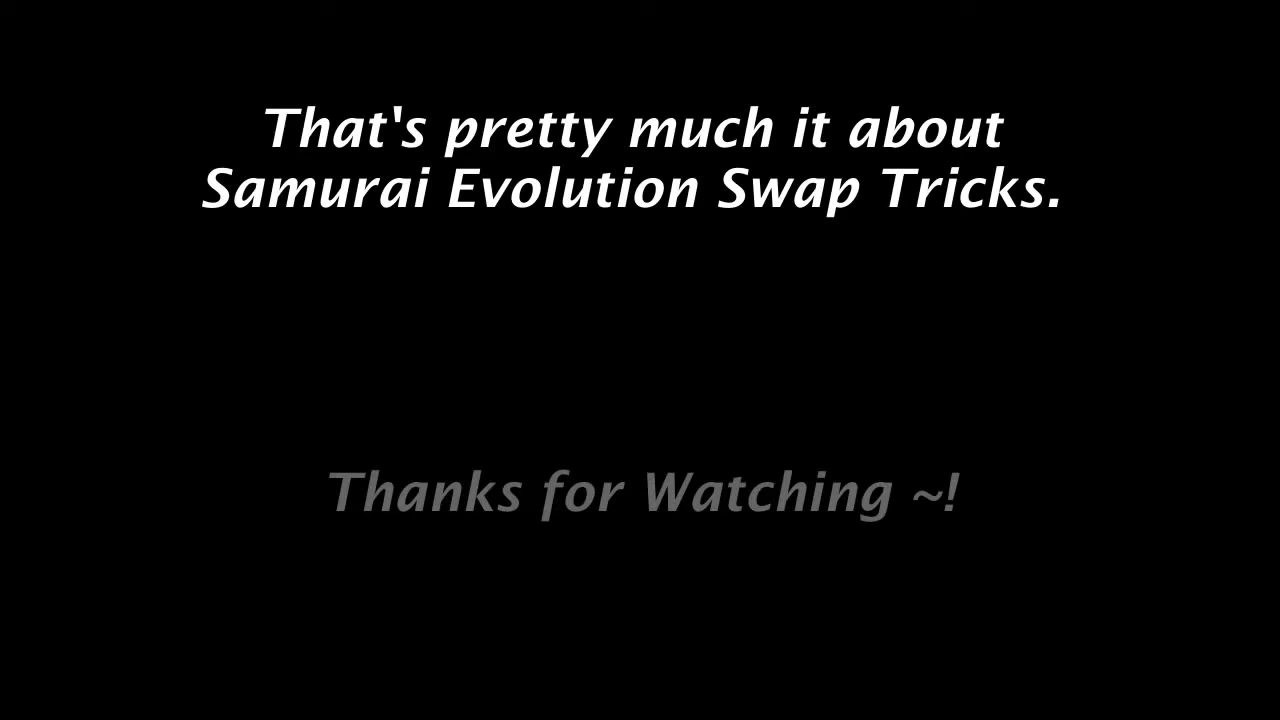 That's pretty much it about
Samurai Evolution Swap Tricks.
Thanks for Watching ~!